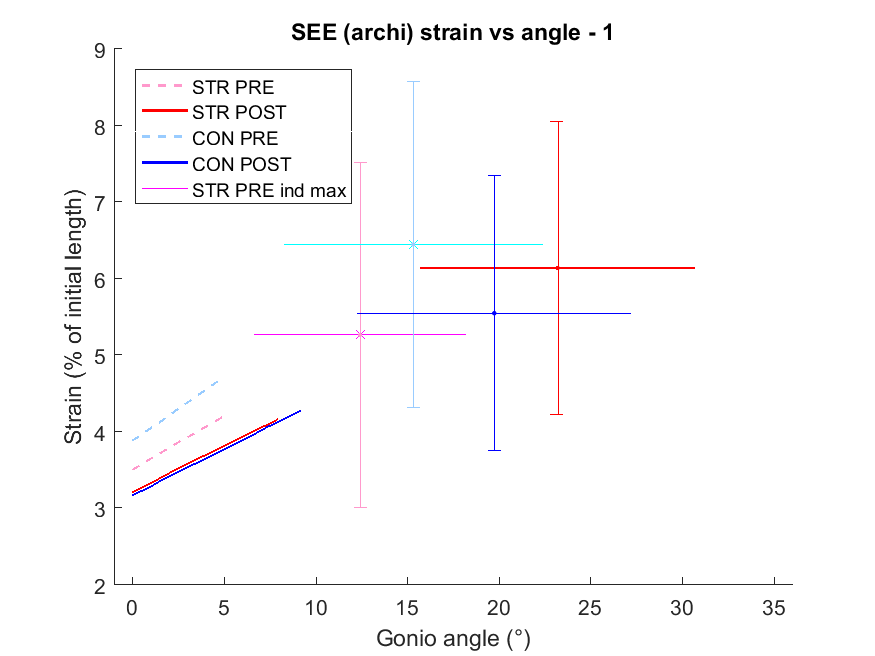 SEE (archi) strain vs angle - 1
9
8
7
6
5
4
3
2
Strain (% of initial length)
STR PRE
STR POST
CON PRE
CON POST
STR PRE ind max
0 5 10 15 20 25 30 35
Gonio angle (°)